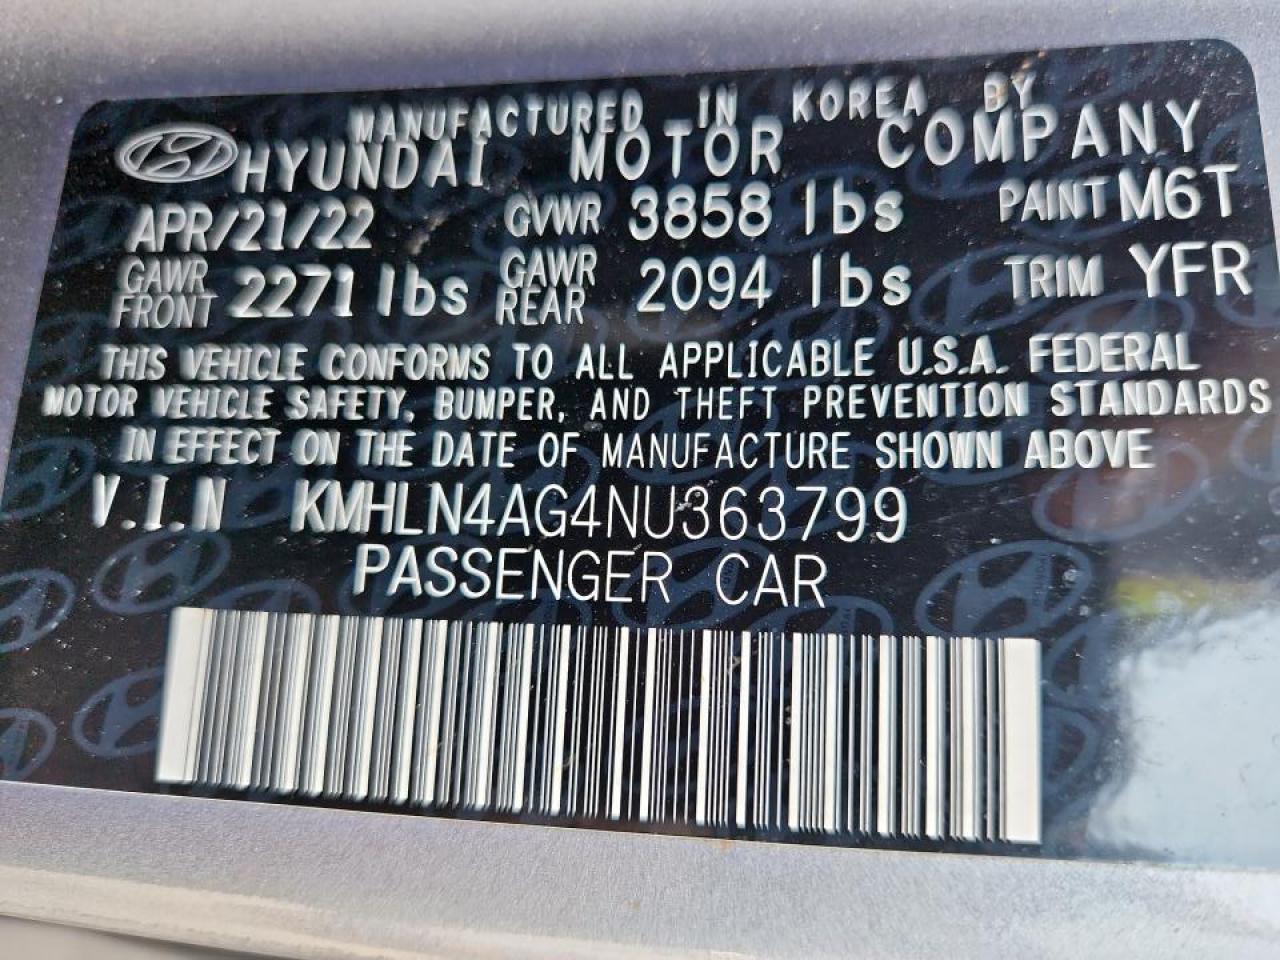 MANUFACTURED IN KOREA BY
HYUNDAI MOTOR COMPANY
APR/21/22 GVWR 3858 lbs PAINT M6T
GAWR FRONT 2271 lbs GAWR REAR 2094 lbs TRIM YFR
THIS VEHICLE CONFORMS TO ALL APPLICABLE U.S.A. FEDERAL
MOTOR VEHICLE SAFETY, BUMPER, AND THEFT PREVENTION STANDARDS
IN EFFECT ON THE DATE OF MANUFACTURE SHOWN ABOVE
V.I.N KMHLN4AG4NU363799
PASSENGER CAR